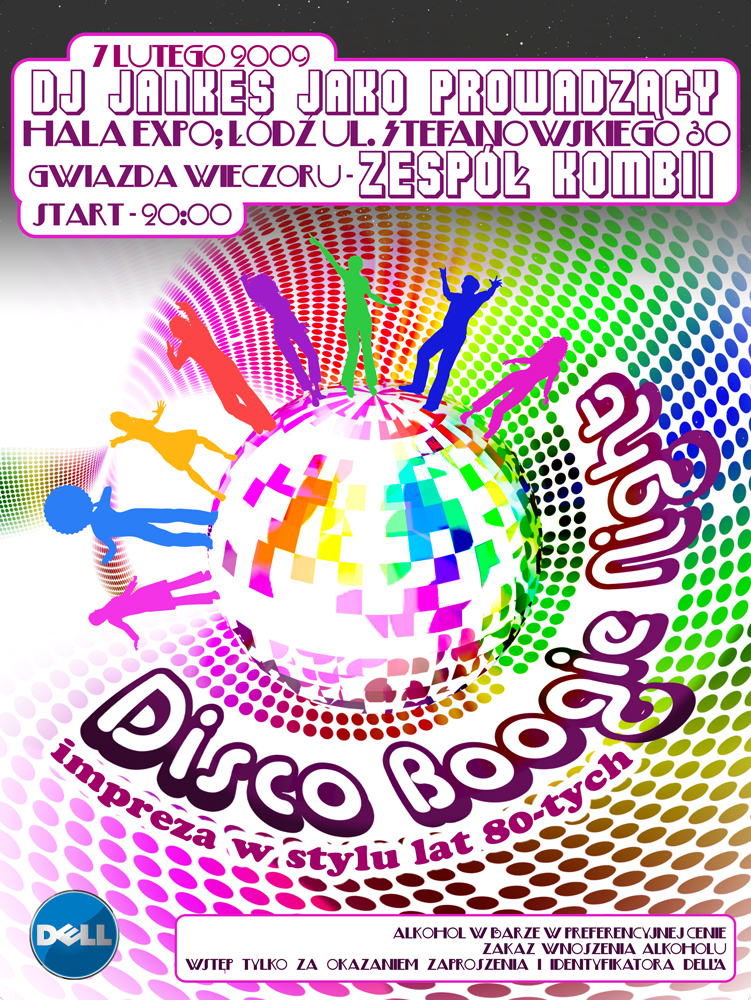 7 LUTEGO 2009
DJ JANKES JAKO PROWADZĄCY
HALA EXPO; ŁÓDŹ UL. STEFANOWSKIEGO 30
GWIAZDA WIECZORU - ZESPÓŁ KOMBII
START - 20:00
Disco Boogie Night
impreza w stylu lat 80-tych
DELL
ALKOHOL W BARZE W PREFERENCYJNEJ CENIE
ZAKAZ WNOSZENIA ALKOHOLU
WSTĘP TYLKO ZA OKAZANIEM ZAPROSZENIA I IDENTYFIKATORA DELL'A